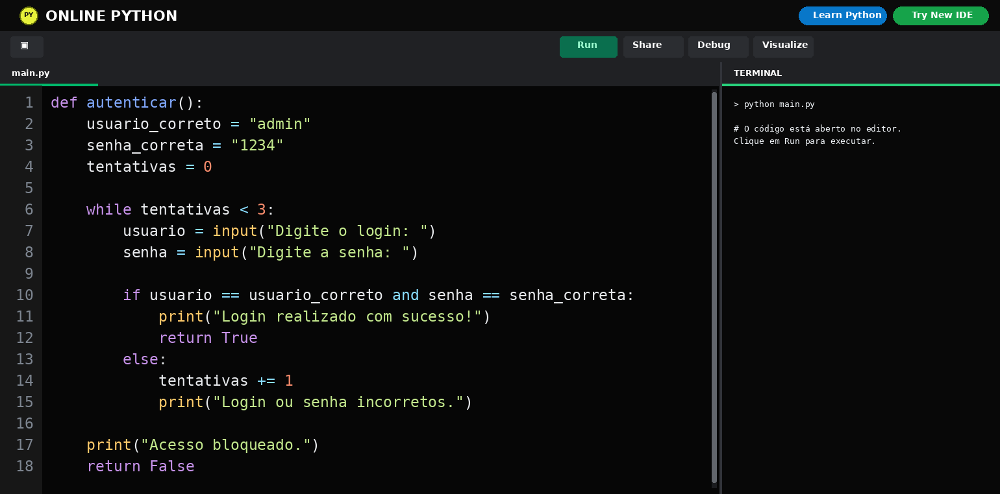 PY ONLINE PYTHON
Learn Python
Try New IDE
Run
Share
Debug
Visualize
main.py
1 def autenticar():
2     usuario_correto = "admin"
3     senha_correta = "1234"
4     tentativas = 0
5
6     while tentativas < 3:
7         usuario = input("Digite o login: ")
8         senha = input("Digite a senha: ")
9
10         if usuario == usuario_correto and senha == senha_correta:
11             print("Login realizado com sucesso!")
12             return True
13         else:
14             tentativas += 1
15             print("Login ou senha incorretos.")
16
17     print("Acesso bloqueado.")
18     return False
TERMINAL
> python main.py
# O código está aberto no editor.
Clique em Run para executar.